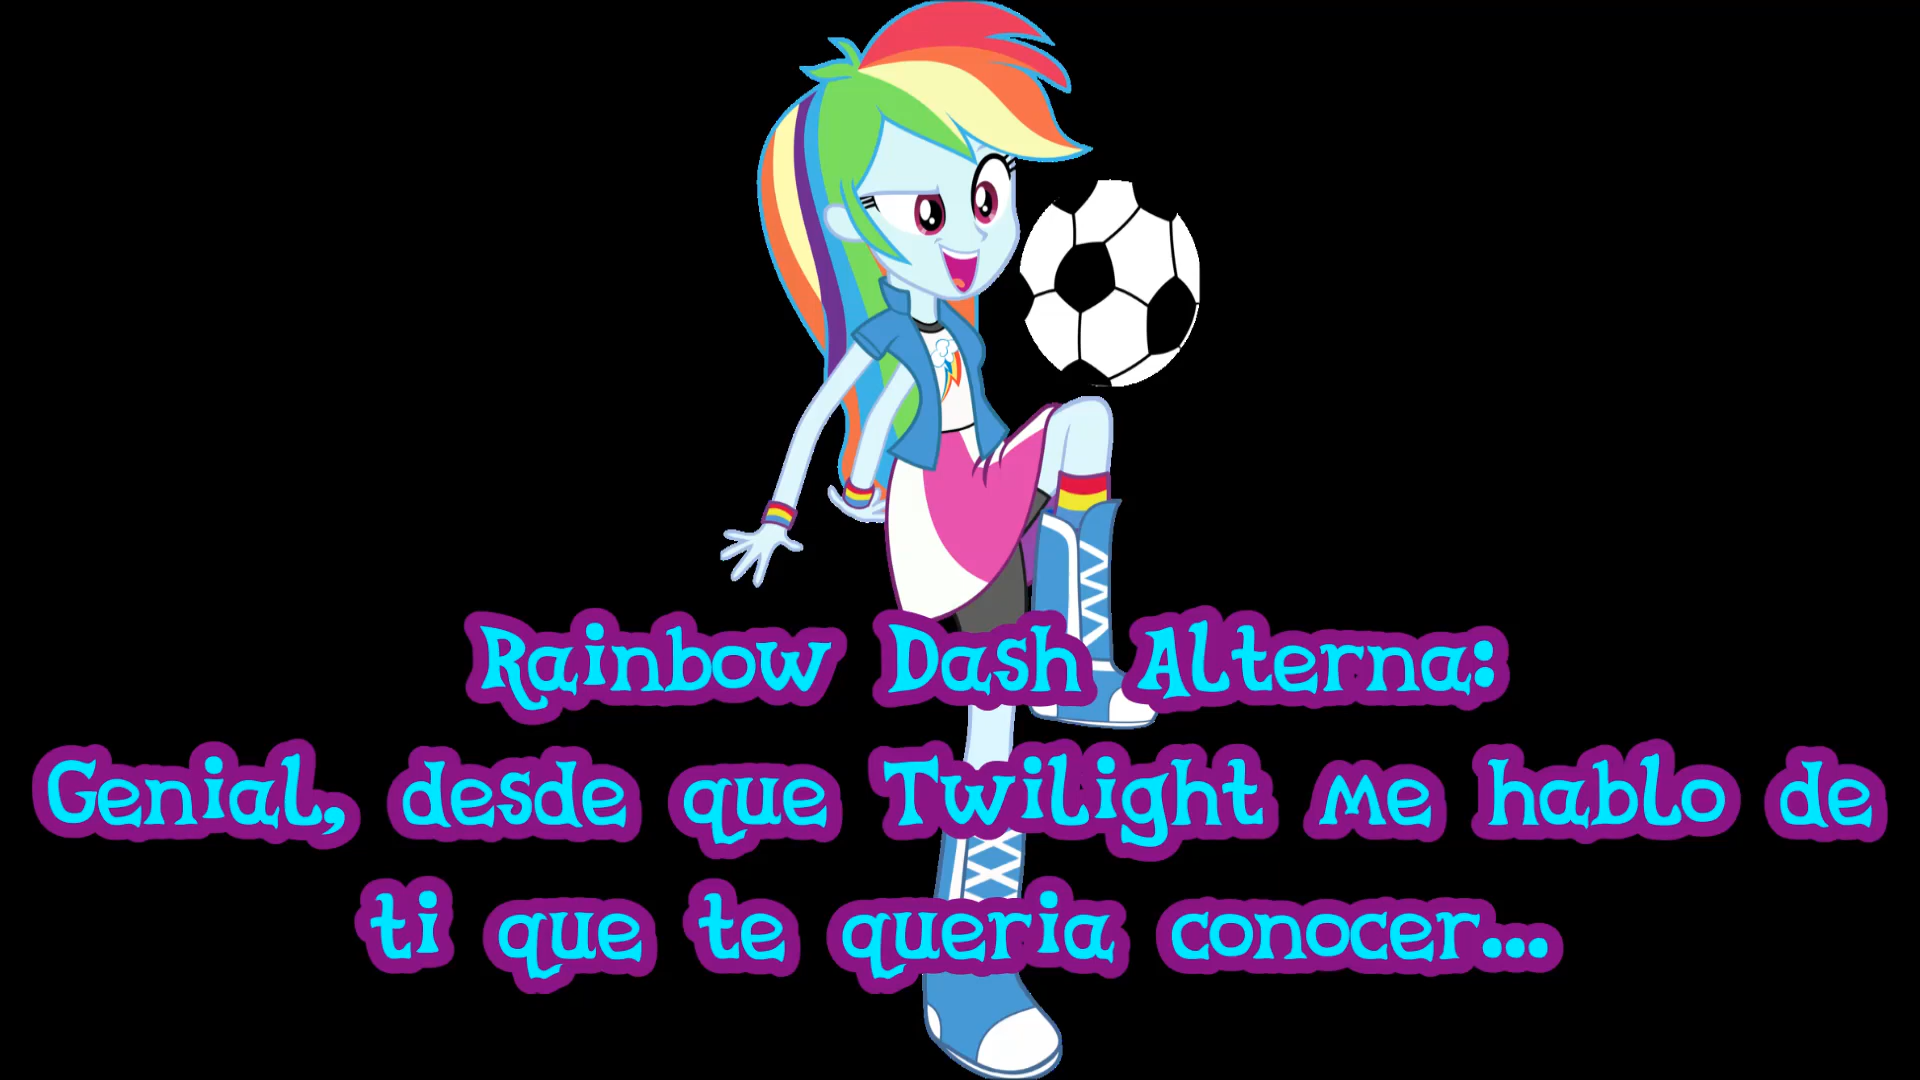 Rainbow Dash Alterna:
Genial, desde que Twilight me hablo de
ti que te queria conocer...